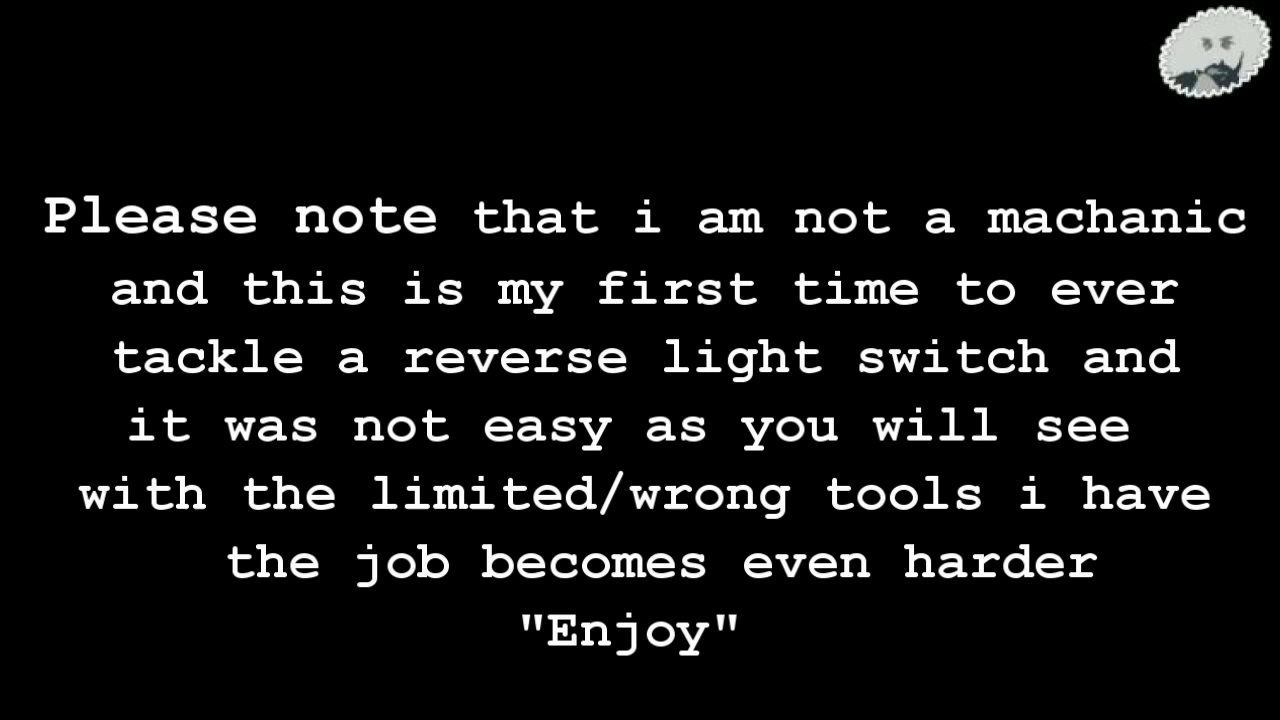 Please note that i am not a machanic
and this is my first time to ever
tackle a reverse light switch and
it was not easy as you will see
with the limited/wrong tools i have
the job becomes even harder
"Enjoy"